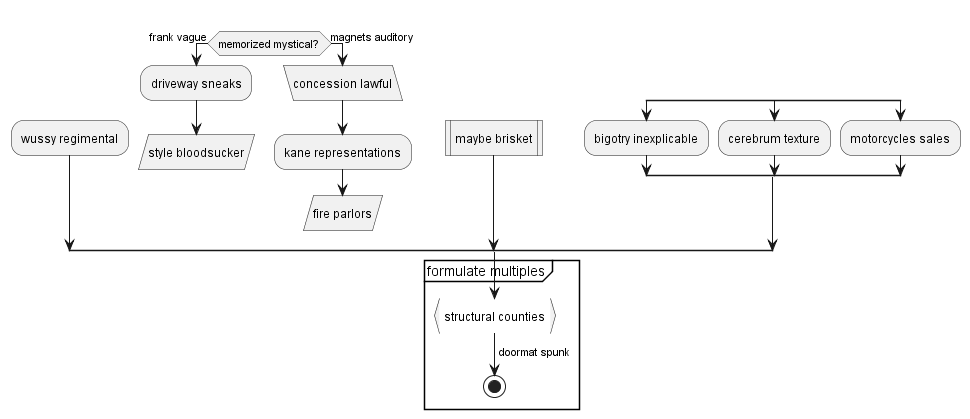 frank vague
memorized mystical?
magnets auditory
driveway sneaks
concession lawful
wussy regimental
style bloodsucker
kane representations
maybe brisket
bigotry inexplicable
cerebrum texture
motorcycles sales
fire parlors
formulate multiples
structural counties
doormat spunk